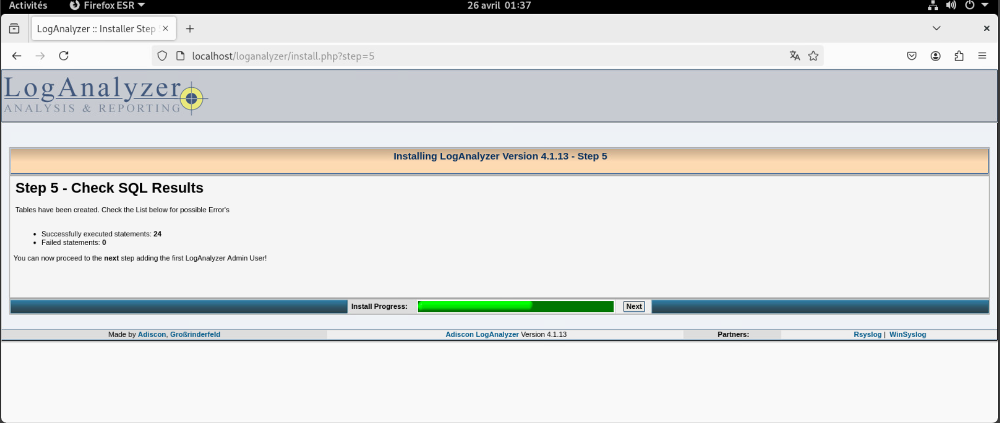 Activités Firefox ESR 26 avril 01:37
LogAnalyzer :: Installer Step
localhost/loganalyzer/install.php?step=5
LogAnalyzer
ANALYSIS & REPORTING
Installing LogAnalyzer Version 4.1.13 - Step 5
Step 5 - Check SQL Results
Tables have been created. Check the List below for possible Error's
• Successfully executed statements: 24
• Failed statements: 0
You can now proceed to the next step adding the first LogAnalyzer Admin User!
Install Progress: Next
Made by Adiscon, Großrinderfeld Adiscon LogAnalyzer Version 4.1.13 Partners: Rsyslog | WinSyslog